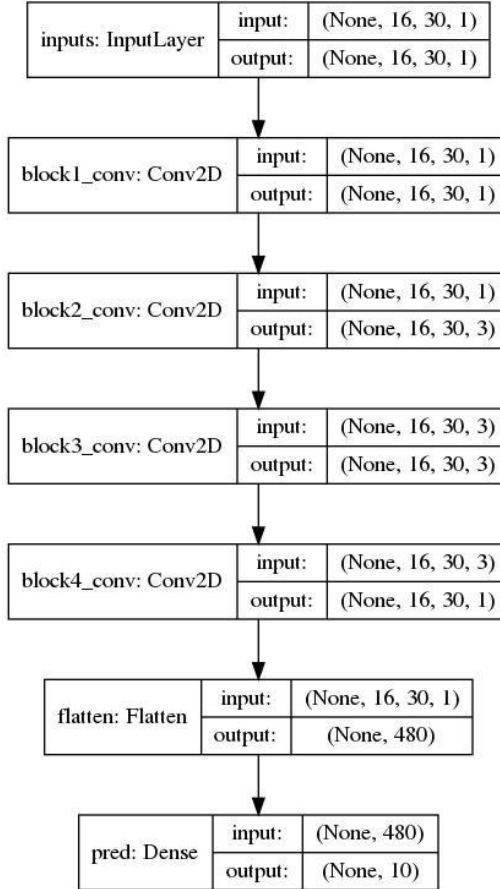 inputs: InputLayer
input: (None, 16, 30, 1)
output: (None, 16, 30, 1)
block1_conv: Conv2D
input: (None, 16, 30, 1)
output: (None, 16, 30, 1)
block2_conv: Conv2D
input: (None, 16, 30, 1)
output: (None, 16, 30, 3)
block3_conv: Conv2D
input: (None, 16, 30, 3)
output: (None, 16, 30, 3)
block4_conv: Conv2D
input: (None, 16, 30, 3)
output: (None, 16, 30, 1)
flatten: Flatten
input: (None, 16, 30, 1)
output: (None, 480)
pred: Dense
input: (None, 480)
output: (None, 10)